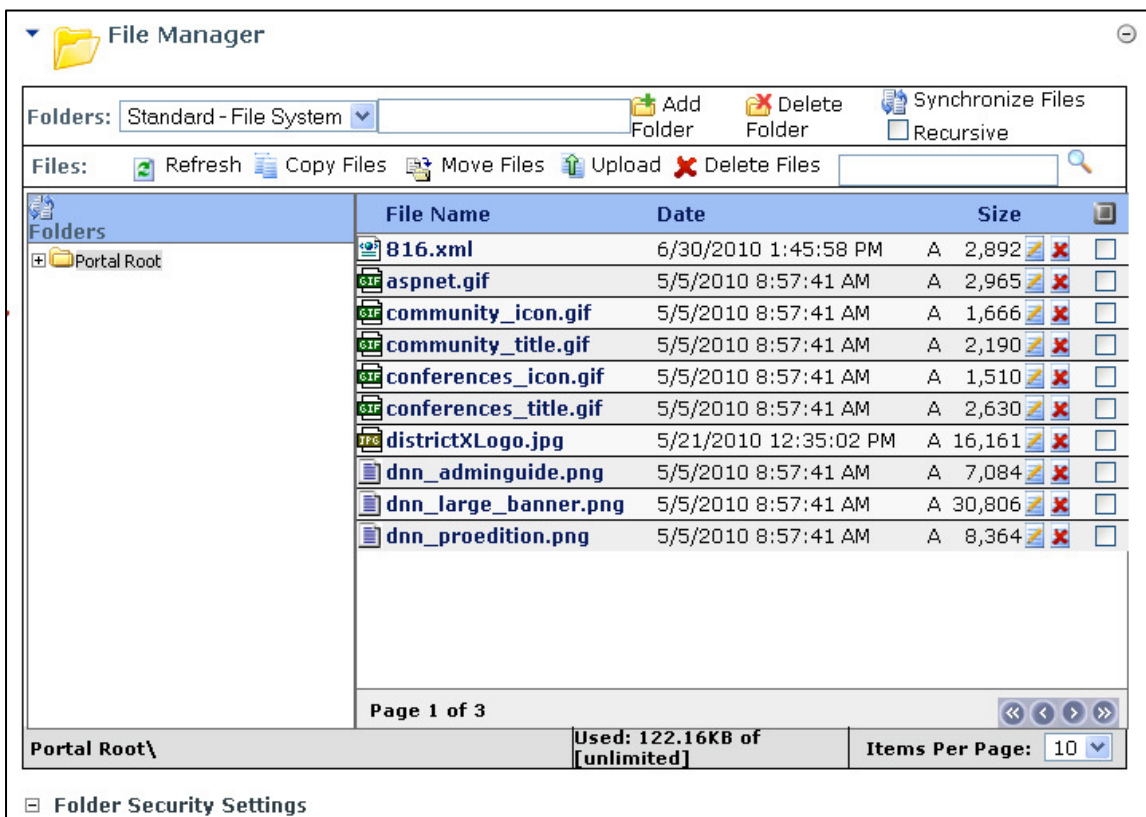 File Manager
Folders: Standard - File System Add Folder Delete Folder Synchronize Files Recursive
Files: Refresh Copy Files Move Files Upload Delete Files
Folders
Portal Root
File Name Date Size
816.xml 6/30/2010 1:45:58 PM A 2,892
GIF aspnet.gif 5/5/2010 8:57:41 AM A 2,965
GIF community_icon.gif 5/5/2010 8:57:41 AM A 1,666
GIF community_title.gif 5/5/2010 8:57:41 AM A 2,190
GIF conferences_icon.gif 5/5/2010 8:57:41 AM A 1,510
GIF conferences_title.gif 5/5/2010 8:57:41 AM A 2,630
JPG districtXLogo.jpg 5/21/2010 12:35:02 PM A 16,161
dnn_adminguide.png 5/5/2010 8:57:41 AM A 7,084
dnn_large_banner.png 5/5/2010 8:57:41 AM A 30,806
dnn_proedition.png 5/5/2010 8:57:41 AM A 8,364
Page 1 of 3
Portal Root\ Used: 122.16KB of [unlimited] Items Per Page: 10
Folder Security Settings